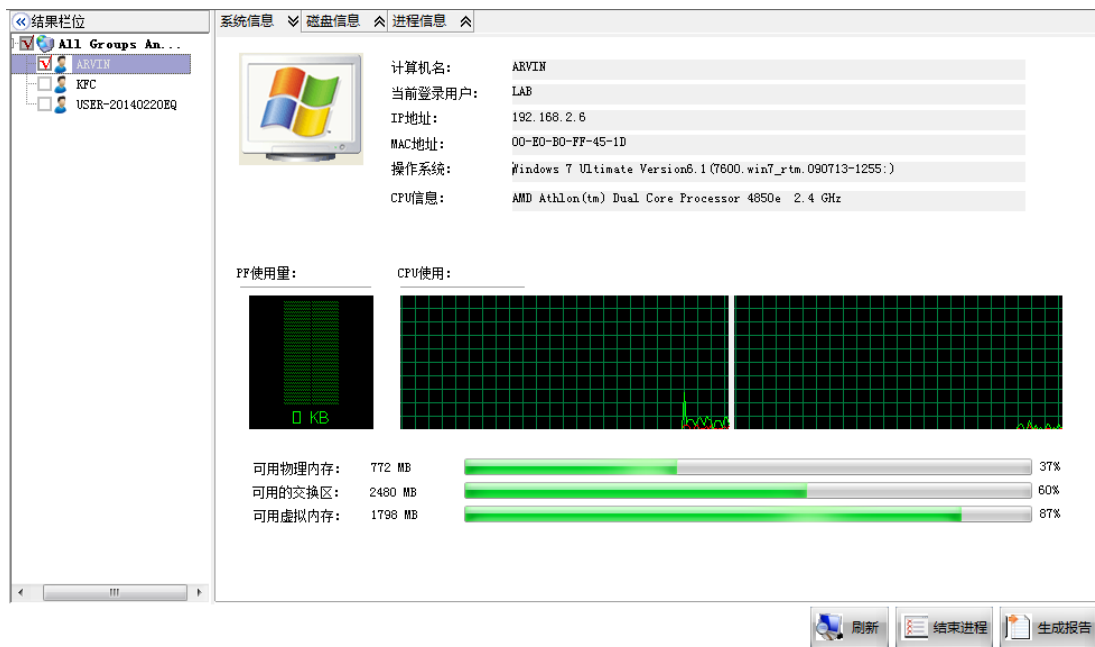 结果栏位
All Groups An...
ARVIN
KFC
USER-20140220EQ
系统信息 磁盘信息 进程信息
计算机名: ARVIN
当前登录用户: LAB
IP地址: 192.168.2.6
MAC地址: 00-E0-B0-FF-45-1D
操作系统: Windows 7 Ultimate Version6.1(7600.win7_rtm.090713-1255:)
CPU信息: AMD Athlon(tm) Dual Core Processor 4850e 2.4 GHz
PF使用量: CPU使用:
0 KB
可用物理内存: 772 MB 37%
可用的交换区: 2480 MB 60%
可用虚拟内存: 1798 MB 87%
刷新 结束进程 生成报告